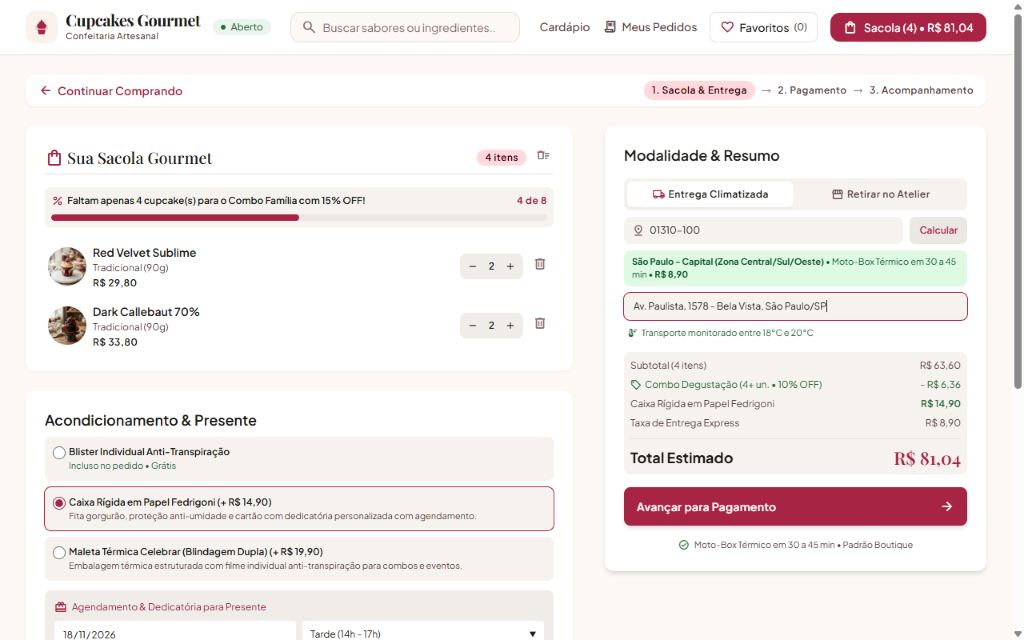 Cupcakes Gourmet
Confeitaria Artesanal
Aberto
Buscar sabores ou ingredientes..
Cardápio
Meus Pedidos
Favoritos (0)
Sacola (4) • R$ 81,04
← Continuar Comprando
1. Sacola & Entrega → 2. Pagamento → 3. Acompanhamento
Sua Sacola Gourmet
4 itens
Faltam apenas 4 cupcake(s) para o Combo Família com 15% OFF!
4 de 8
Red Velvet Sublime
Tradicional (90g)
R$ 29,80
− 2 +
Dark Callebaut 70%
Tradicional (90g)
R$ 33,80
− 2 +
Acondicionamento & Presente
Blister Individual Anti-Transpiração
Incluso no pedido • Grátis
Caixa Rígida em Papel Fedrigoni (+ R$ 14,90)
Fita gorgurão, proteção anti-umidade e cartão com dedicatória personalizada com agendamento.
Maleta Térmica Celebrar (Blindagem Dupla) (+ R$ 19,90)
Embalagem térmica estruturada com filme individual anti-transpiração para combos e eventos.
Agendamento & Dedicatória para Presente
18/11/2026
Tarde (14h - 17h)
Modalidade & Resumo
Entrega Climatizada
Retirar no Atelier
01310-100
Calcular
São Paulo - Capital (Zona Central/Sul/Oeste) • Moto-Box Térmico em 30 a 45
min • R$ 8,90
Av. Paulista, 1578 - Bela Vista, São Paulo/SP
Transporte monitorado entre 18°C e 20°C
Subtotal (4 itens) R$ 63,60
Combo Degustação (4+ un. • 10% OFF) - R$ 6,36
Caixa Rígida em Papel Fedrigoni R$ 14,90
Taxa de Entrega Express R$ 8,90
Total Estimado R$ 81,04
Avançar para Pagamento →
Moto-Box Térmico em 30 a 45 min • Padrão Boutique